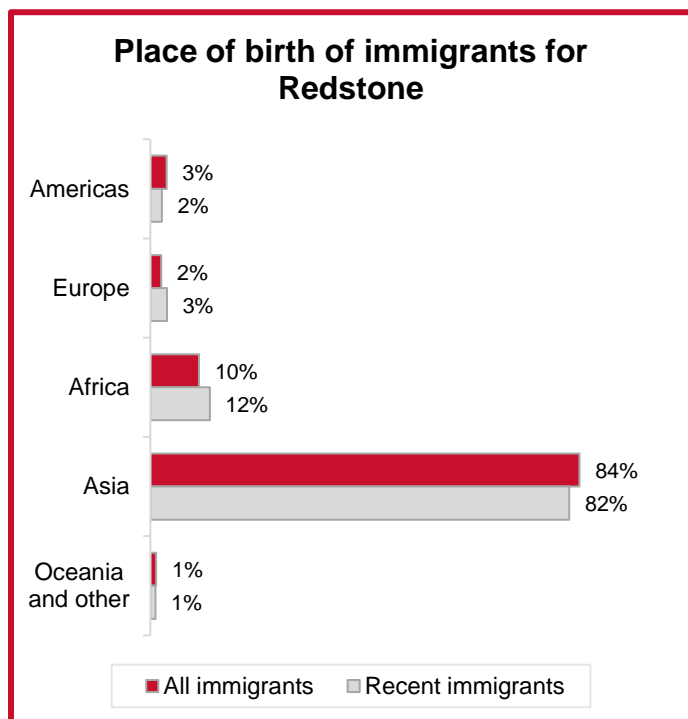 Place of birth of immigrants for
Redstone
Americas
3%
2%
Europe
2%
3%
Africa
10%
12%
Asia
84%
82%
Oceania
and other
1%
1%
All immigrants
Recent immigrants